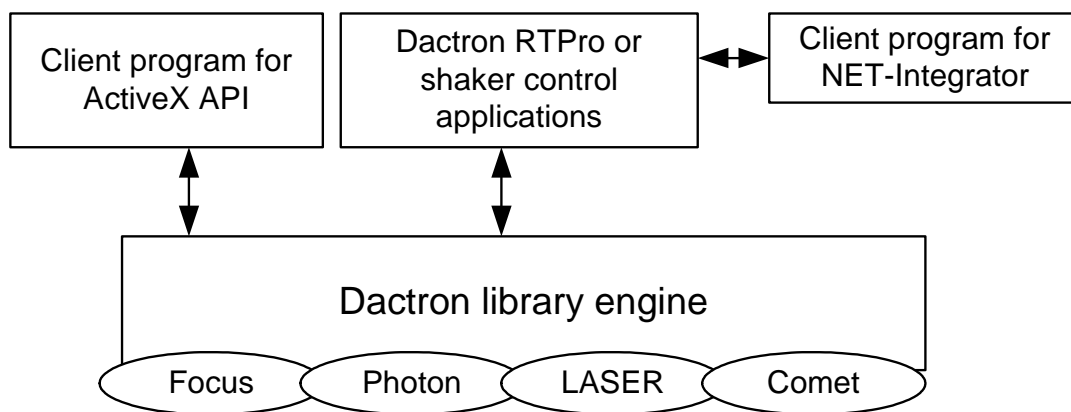 Client program for
ActiveX API
Dactron RTPro or
shaker control
applications
Client program for
NET-Integrator
Dactron library engine
Focus
Photon
LASER
Comet